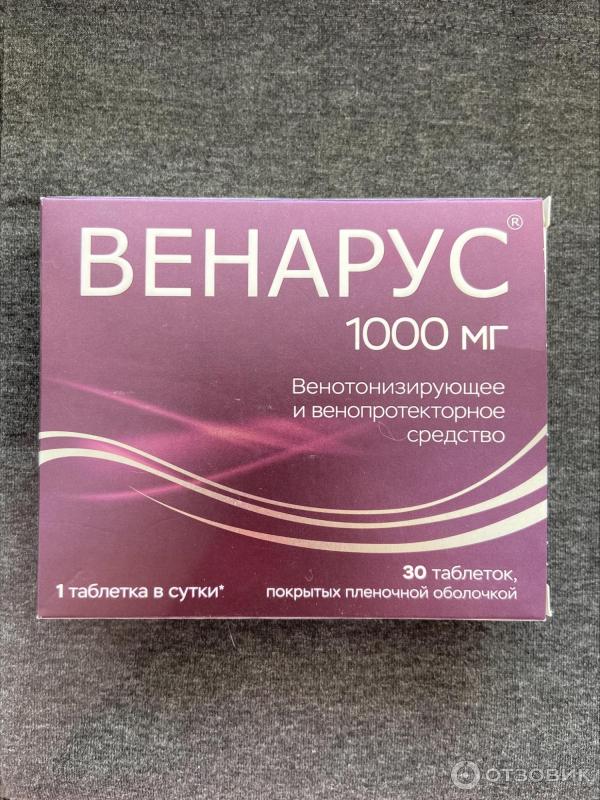 ВЕНАРУС®
1000 мг
Венотонизирующее
и венопротекторное
средство
30 таблеток,
покрытых пленочной оболочкой
1 таблетка в сутки*
ОТЗОВИК